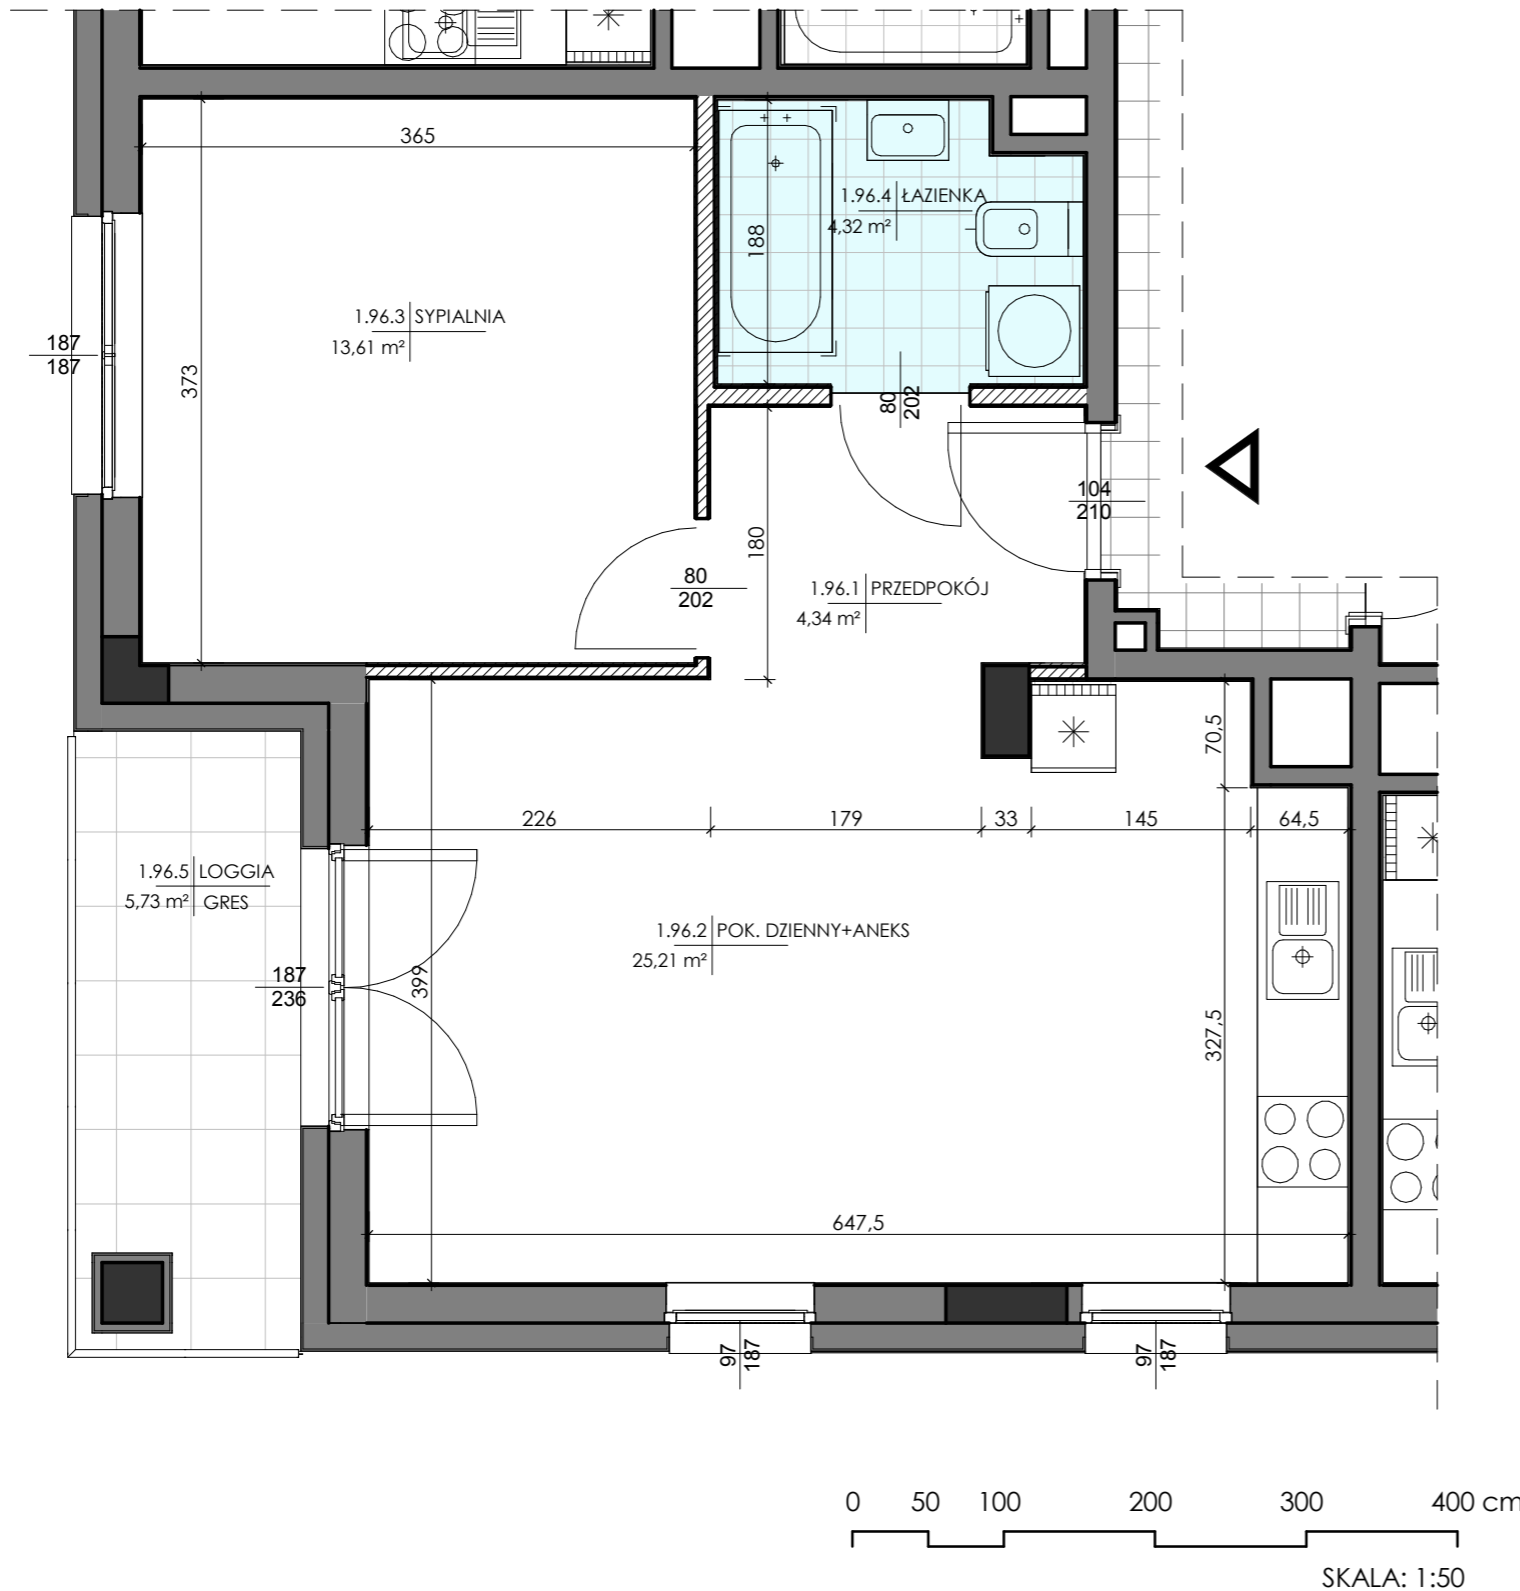 365
1.96.4 ŁAZIENKA
4,32 m²
188
1.96.3 SYPIALNIA
13,61 m²
187
187
373
80
202
104
210
180
80
202
1.96.1 PRZEDPOKÓJ
4,34 m²
70,5
226
179
33
145
64,5
1.96.5 LOGGIA
5,73 m² GRES
1.96.2 POK. DZIENNY+ANEKS
25,21 m²
187
236
399
327,5
647,5
97
187
97
187
0 50 100 200 300 400 cm
SKALA: 1:50